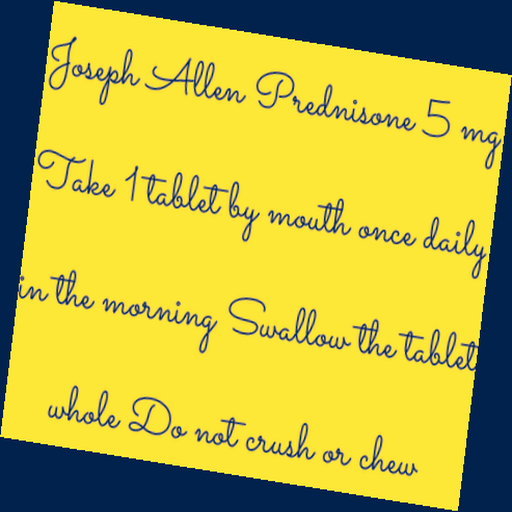 Joseph Allen Prednisone 5 mg
Take 1 tablet by mouth once daily
in the morning Swallow the tablet
whole Do not crush or chew